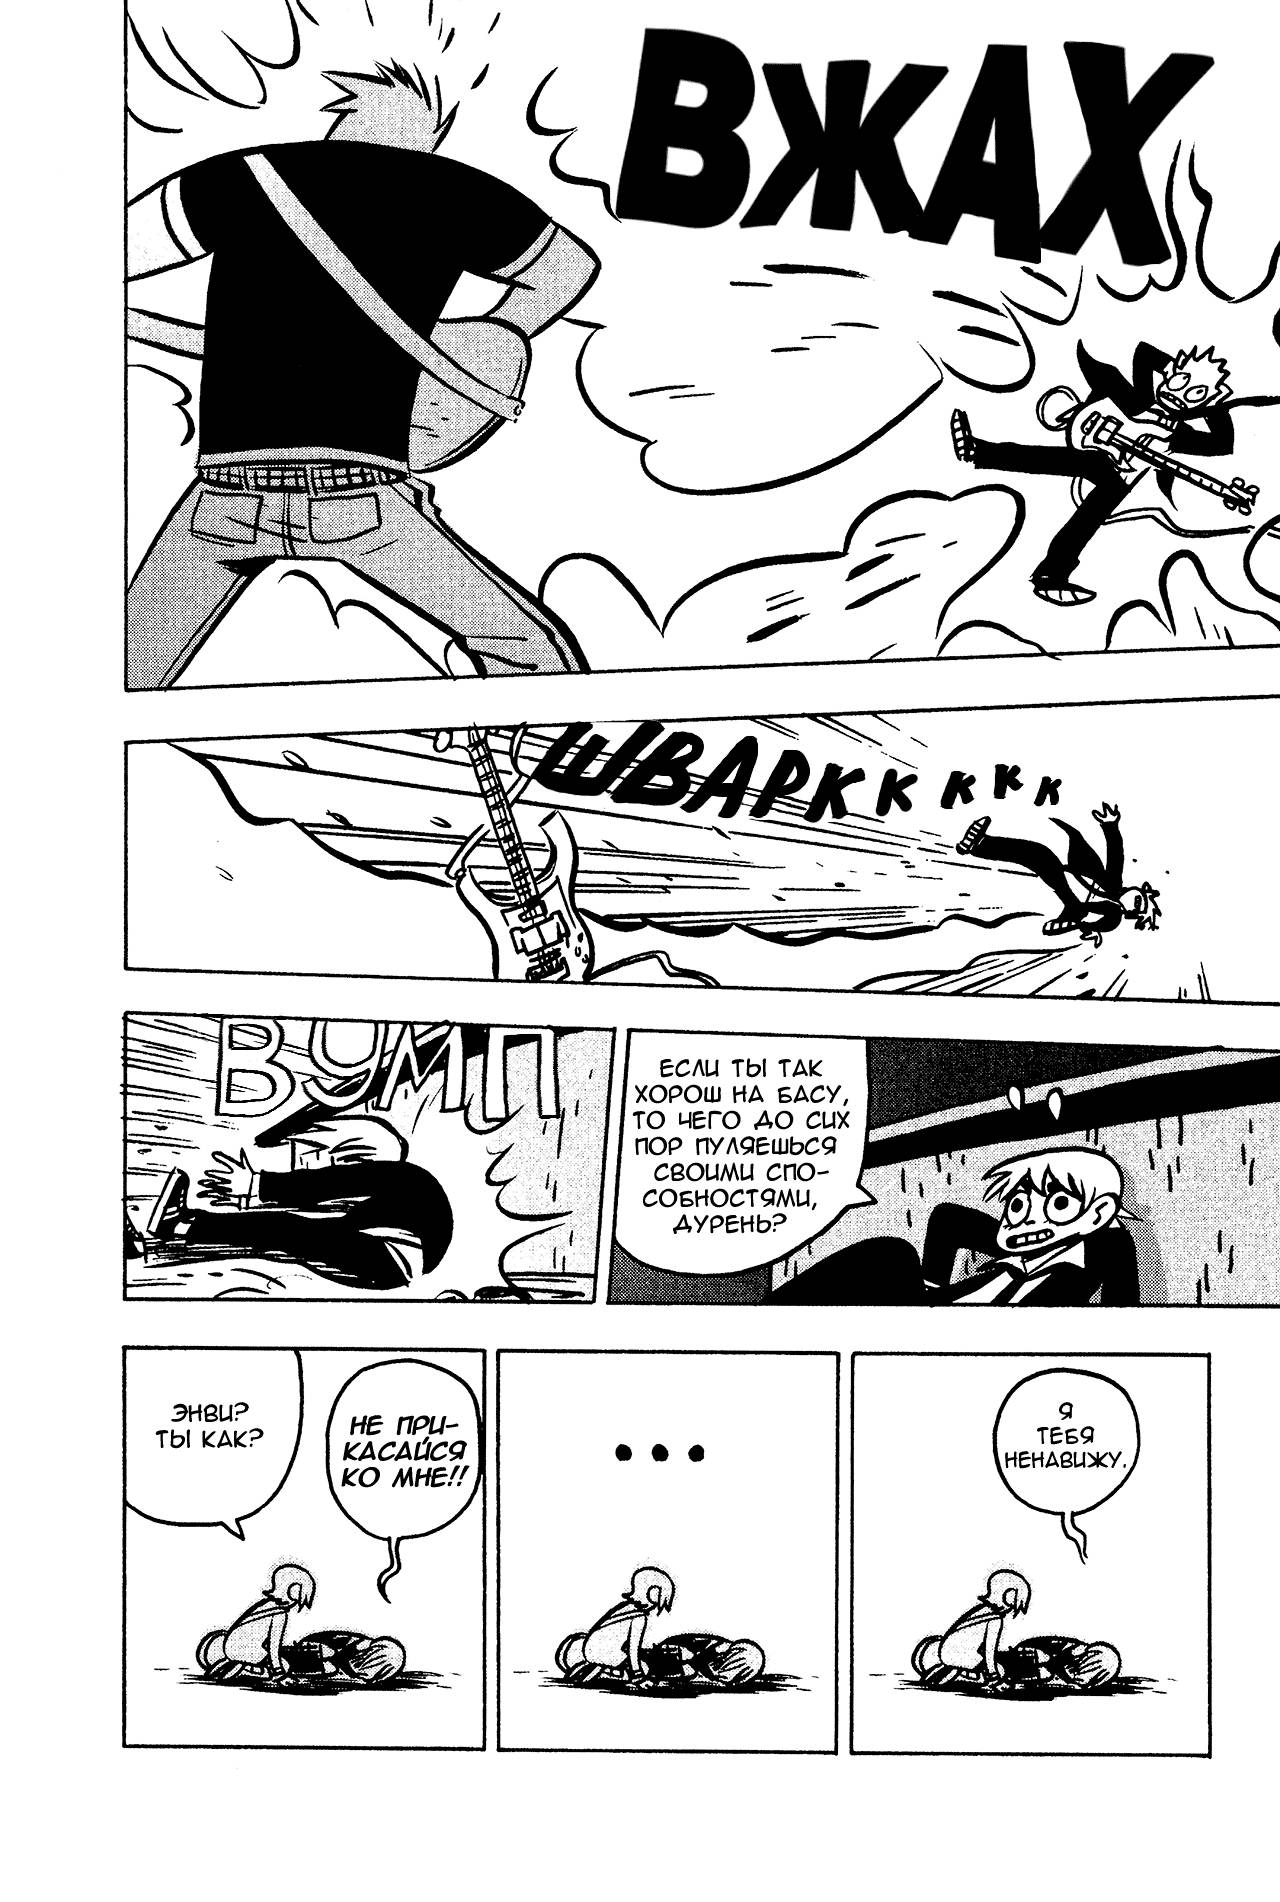 ВЖАХ
ШВАРКК К К К К
ВУМП
ЕСЛИ ТЫ ТАК
ХОРОШ НА БАСУ,
ТО ЧЕГО ДО СИХ
ПОР ПУЛЯЕШЬСЯ
СВОИМИ СПО-
СОБНОСТЯМИ,
ДУРЕНЬ?
ЭНВИ?
ТЫ КАК?
НЕ ПРИ-
КАСАЙСЯ
КО МНЕ!!
...
Я
ТЕБЯ
НЕНАВИЖУ.